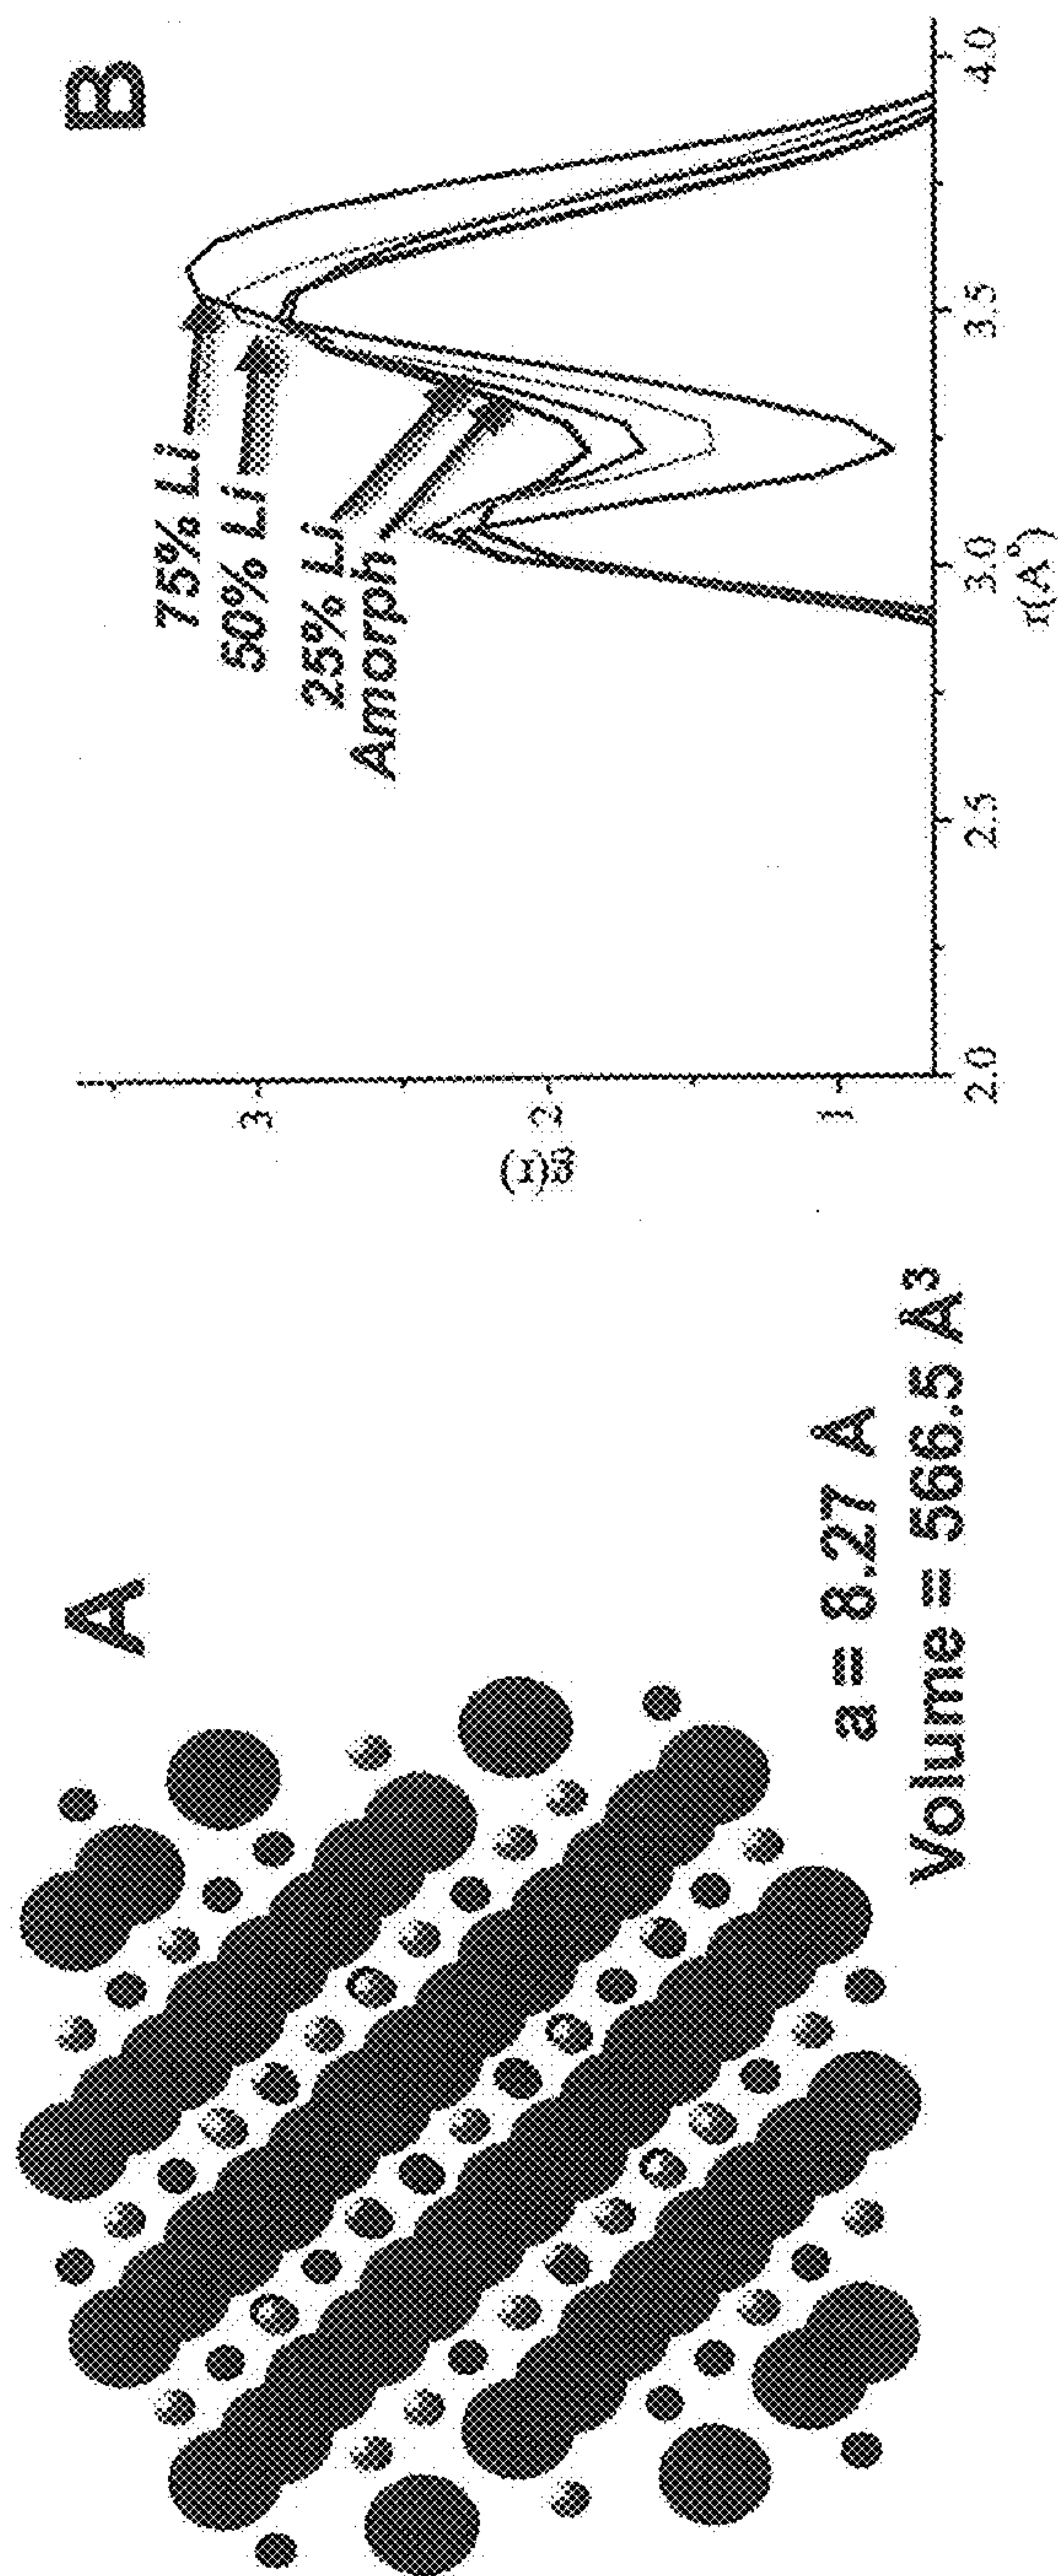 A
a = 8.27 Å
Volume = 566.5 Å³
B
75% Li
50% Li
25% Li
Amorph
g(r)
3
2
1
2.0
2.5
3.0
3.5
4.0
r(A°)